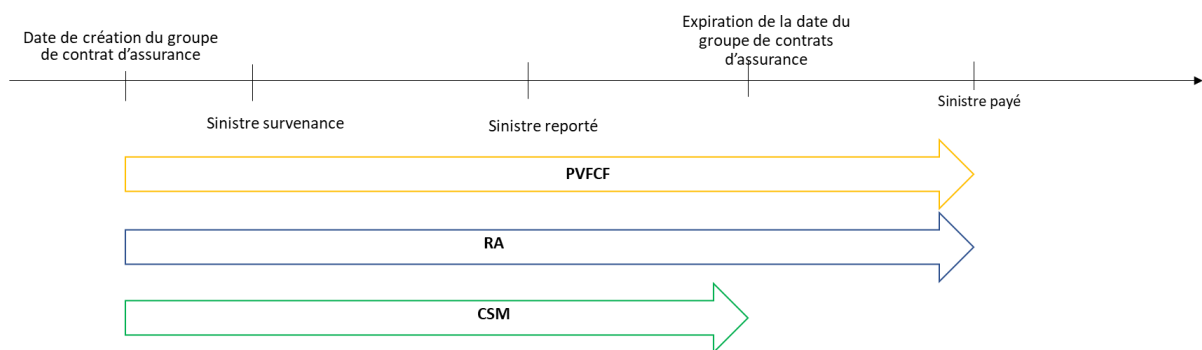 Date de création du groupe
de contrat d'assurance
Expiration de la date du
groupe de contrats
d'assurance
Sinistre survenance
Sinistre reporté
Sinistre payé
PVFCF
RA
CSM